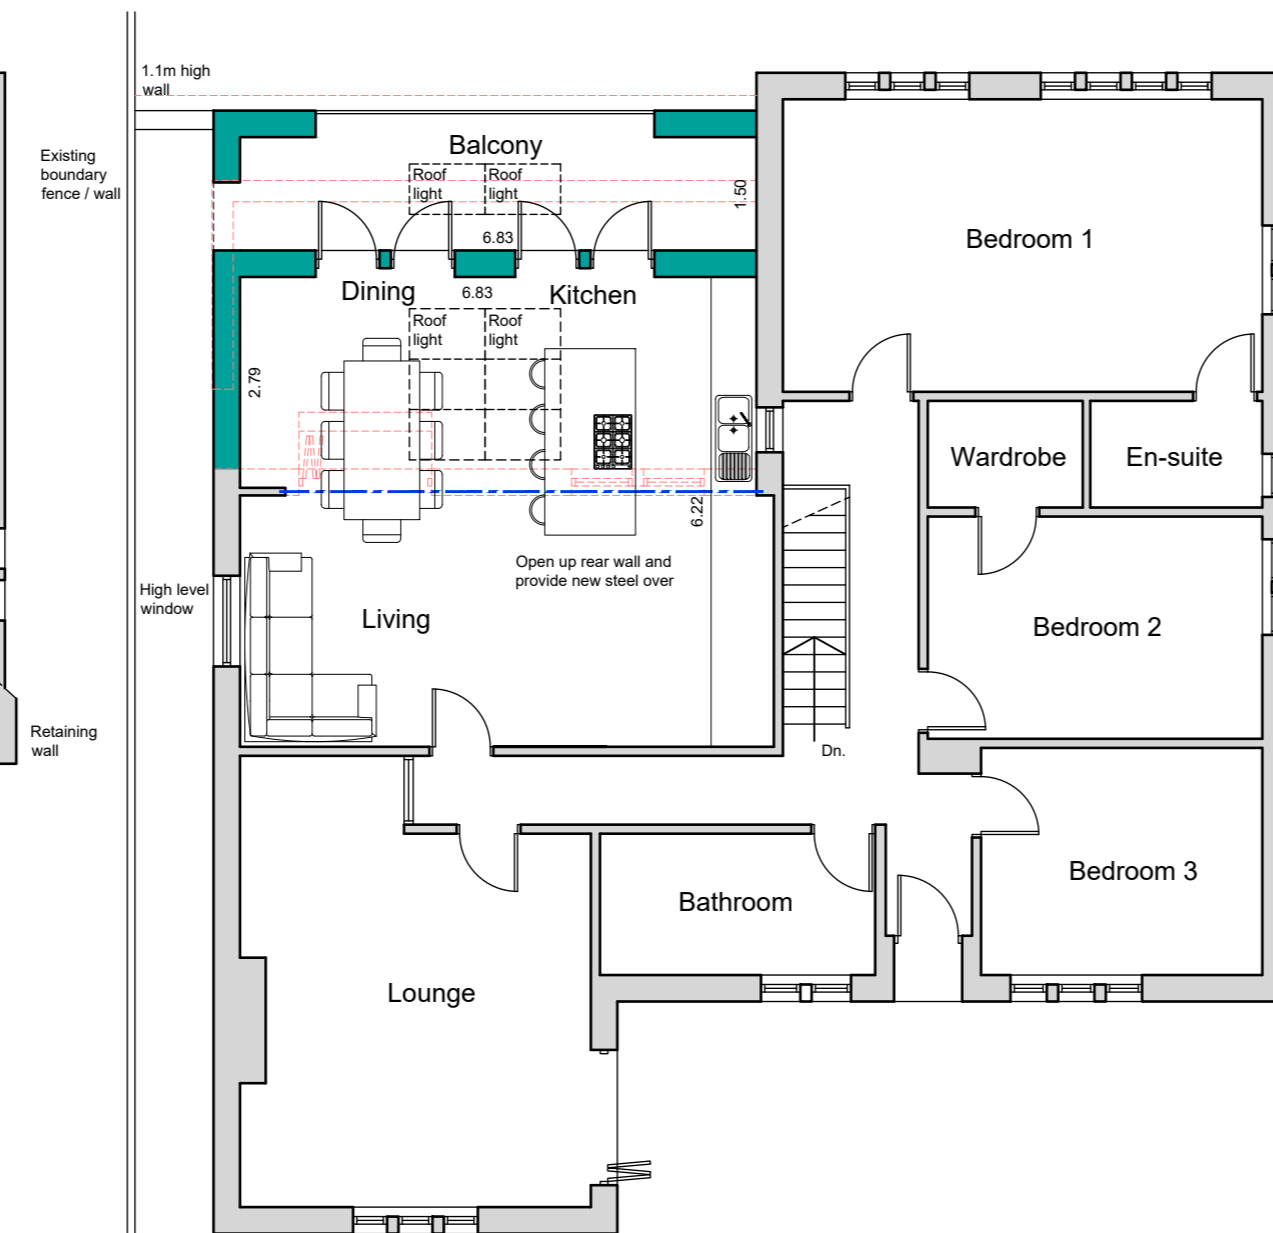 1.1m high
wall
Existing
boundary
fence / wall
Balcony
Roof
light
Roof
light
1.50
6.83
Bedroom 1
Dining
6.83
Kitchen
Roof
light
Roof
light
2.79
Wardrobe
En-suite
6.22
Open up rear wall and
provide new steel over
High level
window
Living
Bedroom 2
Retaining
wall
Dn.
Bedroom 3
Bathroom
Lounge